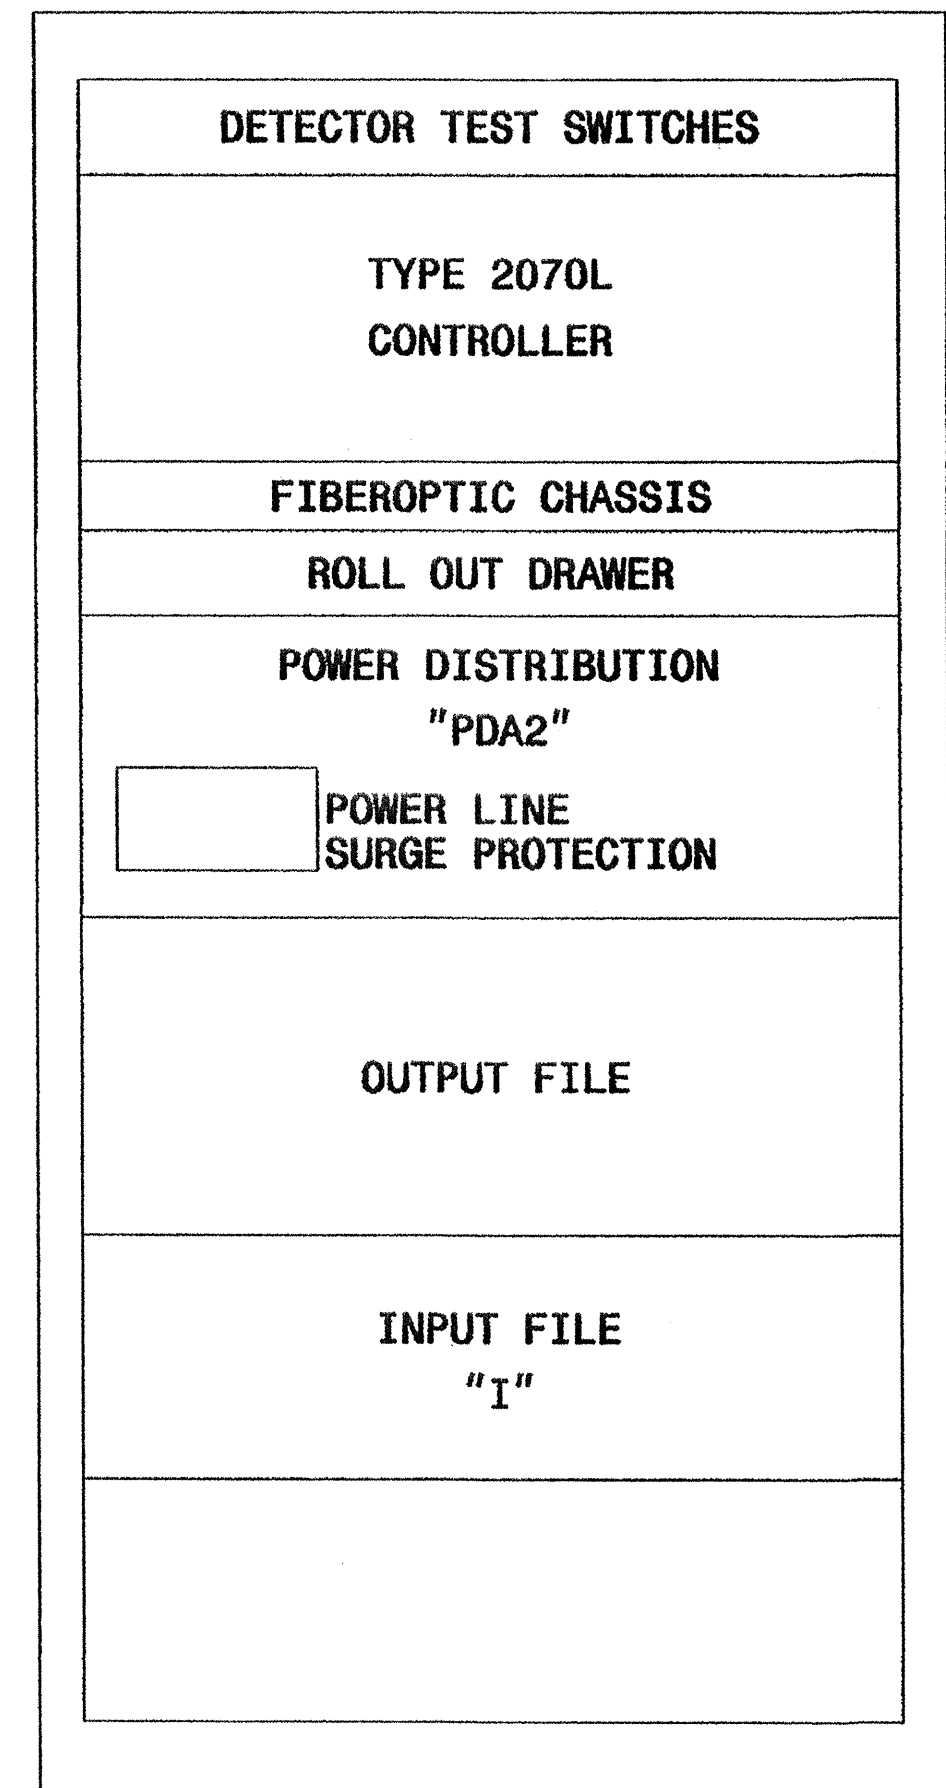 DETECTOR TEST SWITCHES
TYPE 2070L
CONTROLLER
FIBEROPTIC CHASSIS
ROLL OUT DRAWER
POWER DISTRIBUTION
"PDA2"
POWER LINE
SURGE PROTECTION
OUTPUT FILE
INPUT FILE
"I"